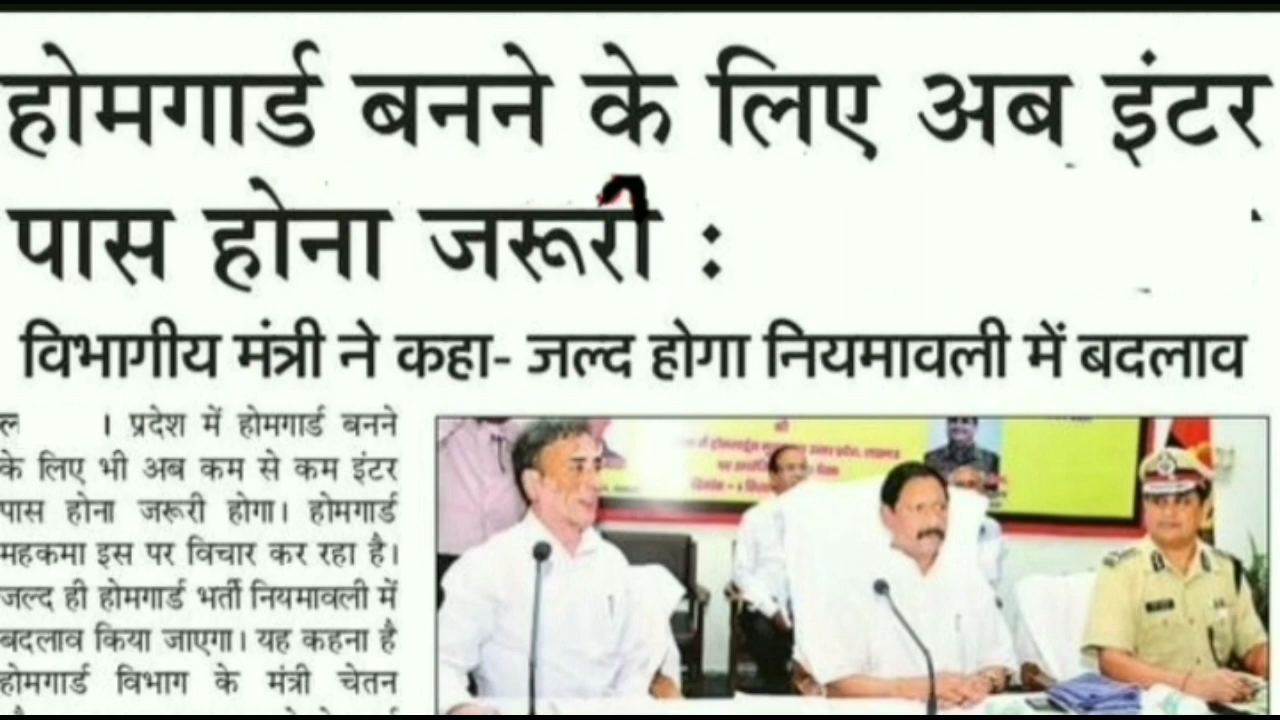 होमगार्ड बनने के लिए अब इंटर
पास होना जरूरी :
विभागीय मंत्री ने कहा- जल्द होगा नियमावली में बदलाव
ल । प्रदेश में होमगार्ड बनने
के लिए भी अब कम से कम इंटर
पास होना जरूरी होगा। होमगार्ड
महकमा इस पर विचार कर रहा है।
जल्द ही होमगार्ड भर्ती नियमावली में
बदलाव किया जाएगा। यह कहना है
होमगार्ड विभाग के मंत्री चेतन